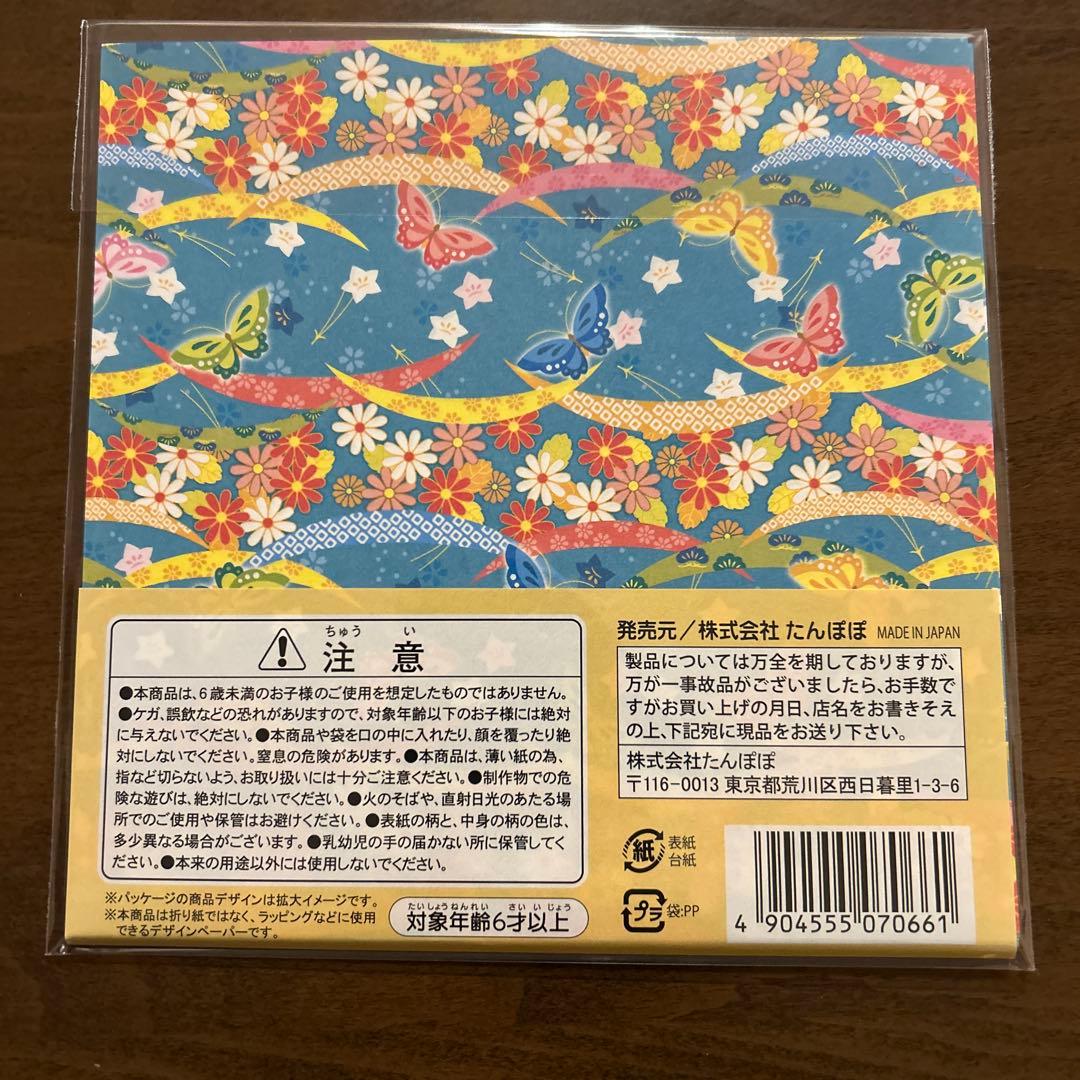 ちゅう い
注 意
●本商品は、6歳未満のお子様のご使用を想定したものではありません。
●ケガ、誤飲などの恐れがありますので、対象年齢以下のお子様には絶対
に与えないでください。●本商品や袋を口の中に入れたり、顔を覆ったり絶
対にしないでください。窒息の危険があります。●本商品は、薄い紙の為、
指など切らないよう、お取り扱いには十分ご注意ください。●制作物での危
険な遊びは、絶対にしないでください。●火のそばや、直射日光のあたる場
所でのご使用や保管はお避けください。●表紙の柄と、中身の柄の色は、
多少異なる場合がございます。●乳幼児の手の届かない所に保管してく
ださい。●本来の用途以外には使用しないでください。
※パッケージの商品デザインは拡大イメージです。
※本商品は折り紙ではなく、ラッピングなどに使用
できるデザインペーパーです。
たいしょうねんれい さいいじょう
対象年齢6才以上
発売元／株式会社 たんぽぽ MADE IN JAPAN
製品については万全を期しておりますが、
万が一事故品がございましたら、お手数で
すがお買い上げの月日、店名をお書きそえ
の上、下記宛に現品をお送り下さい。
株式会社たんぽぽ
〒116-0013 東京都荒川区西日暮里1-3-6
紙 表紙
台紙
プラ 袋:PP
4 904555 070661